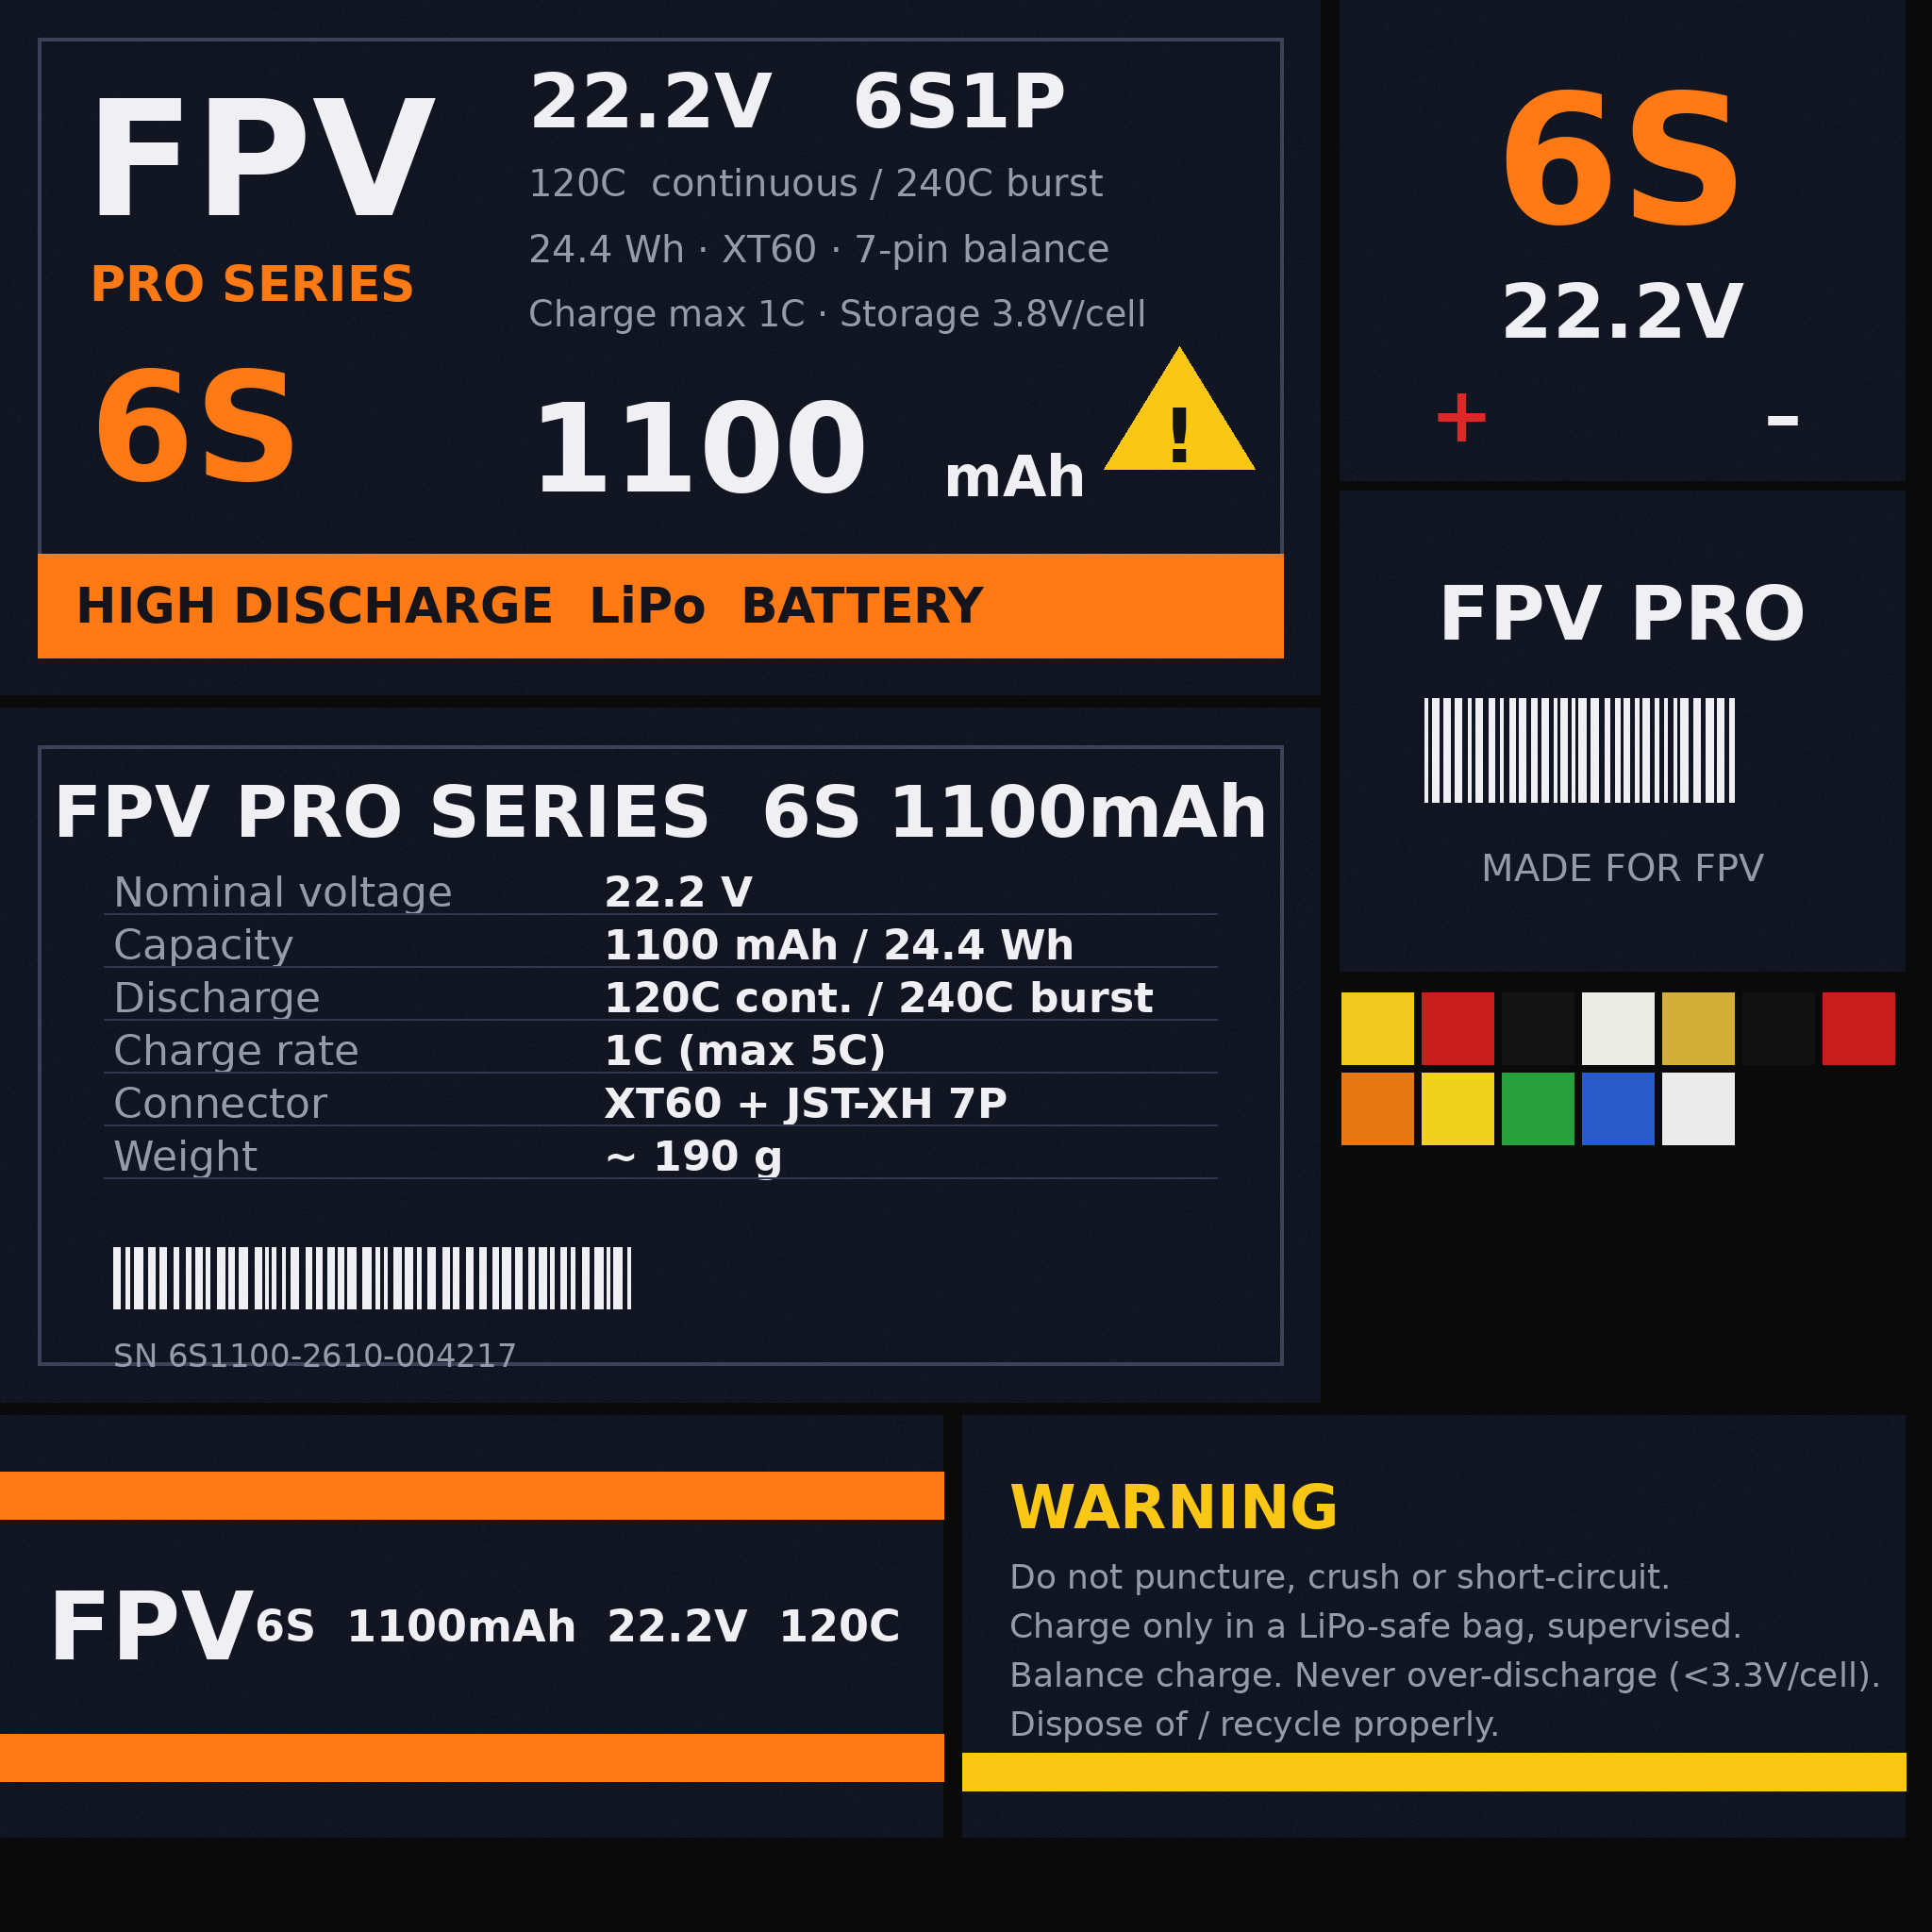 FPV
PRO SERIES
6S
22.2V 6S1P
120C continuous / 240C burst
24.4 Wh · XT60 · 7-pin balance
Charge max 1C · Storage 3.8V/cell
1100 mAh
!
HIGH DISCHARGE LiPo BATTERY
6S
22.2V
+ –
FPV PRO
MADE FOR FPV
FPV PRO SERIES 6S 1100mAh
Nominal voltage 22.2 V
Capacity 1100 mAh / 24.4 Wh
Discharge 120C cont. / 240C burst
Charge rate 1C (max 5C)
Connector XT60 + JST-XH 7P
Weight ~ 190 g
SN 6S1100-2610-004217
FPV 6S 1100mAh 22.2V 120C
WARNING
Do not puncture, crush or short-circuit.
Charge only in a LiPo-safe bag, supervised.
Balance charge. Never over-discharge (<3.3V/cell).
Dispose of / recycle properly.